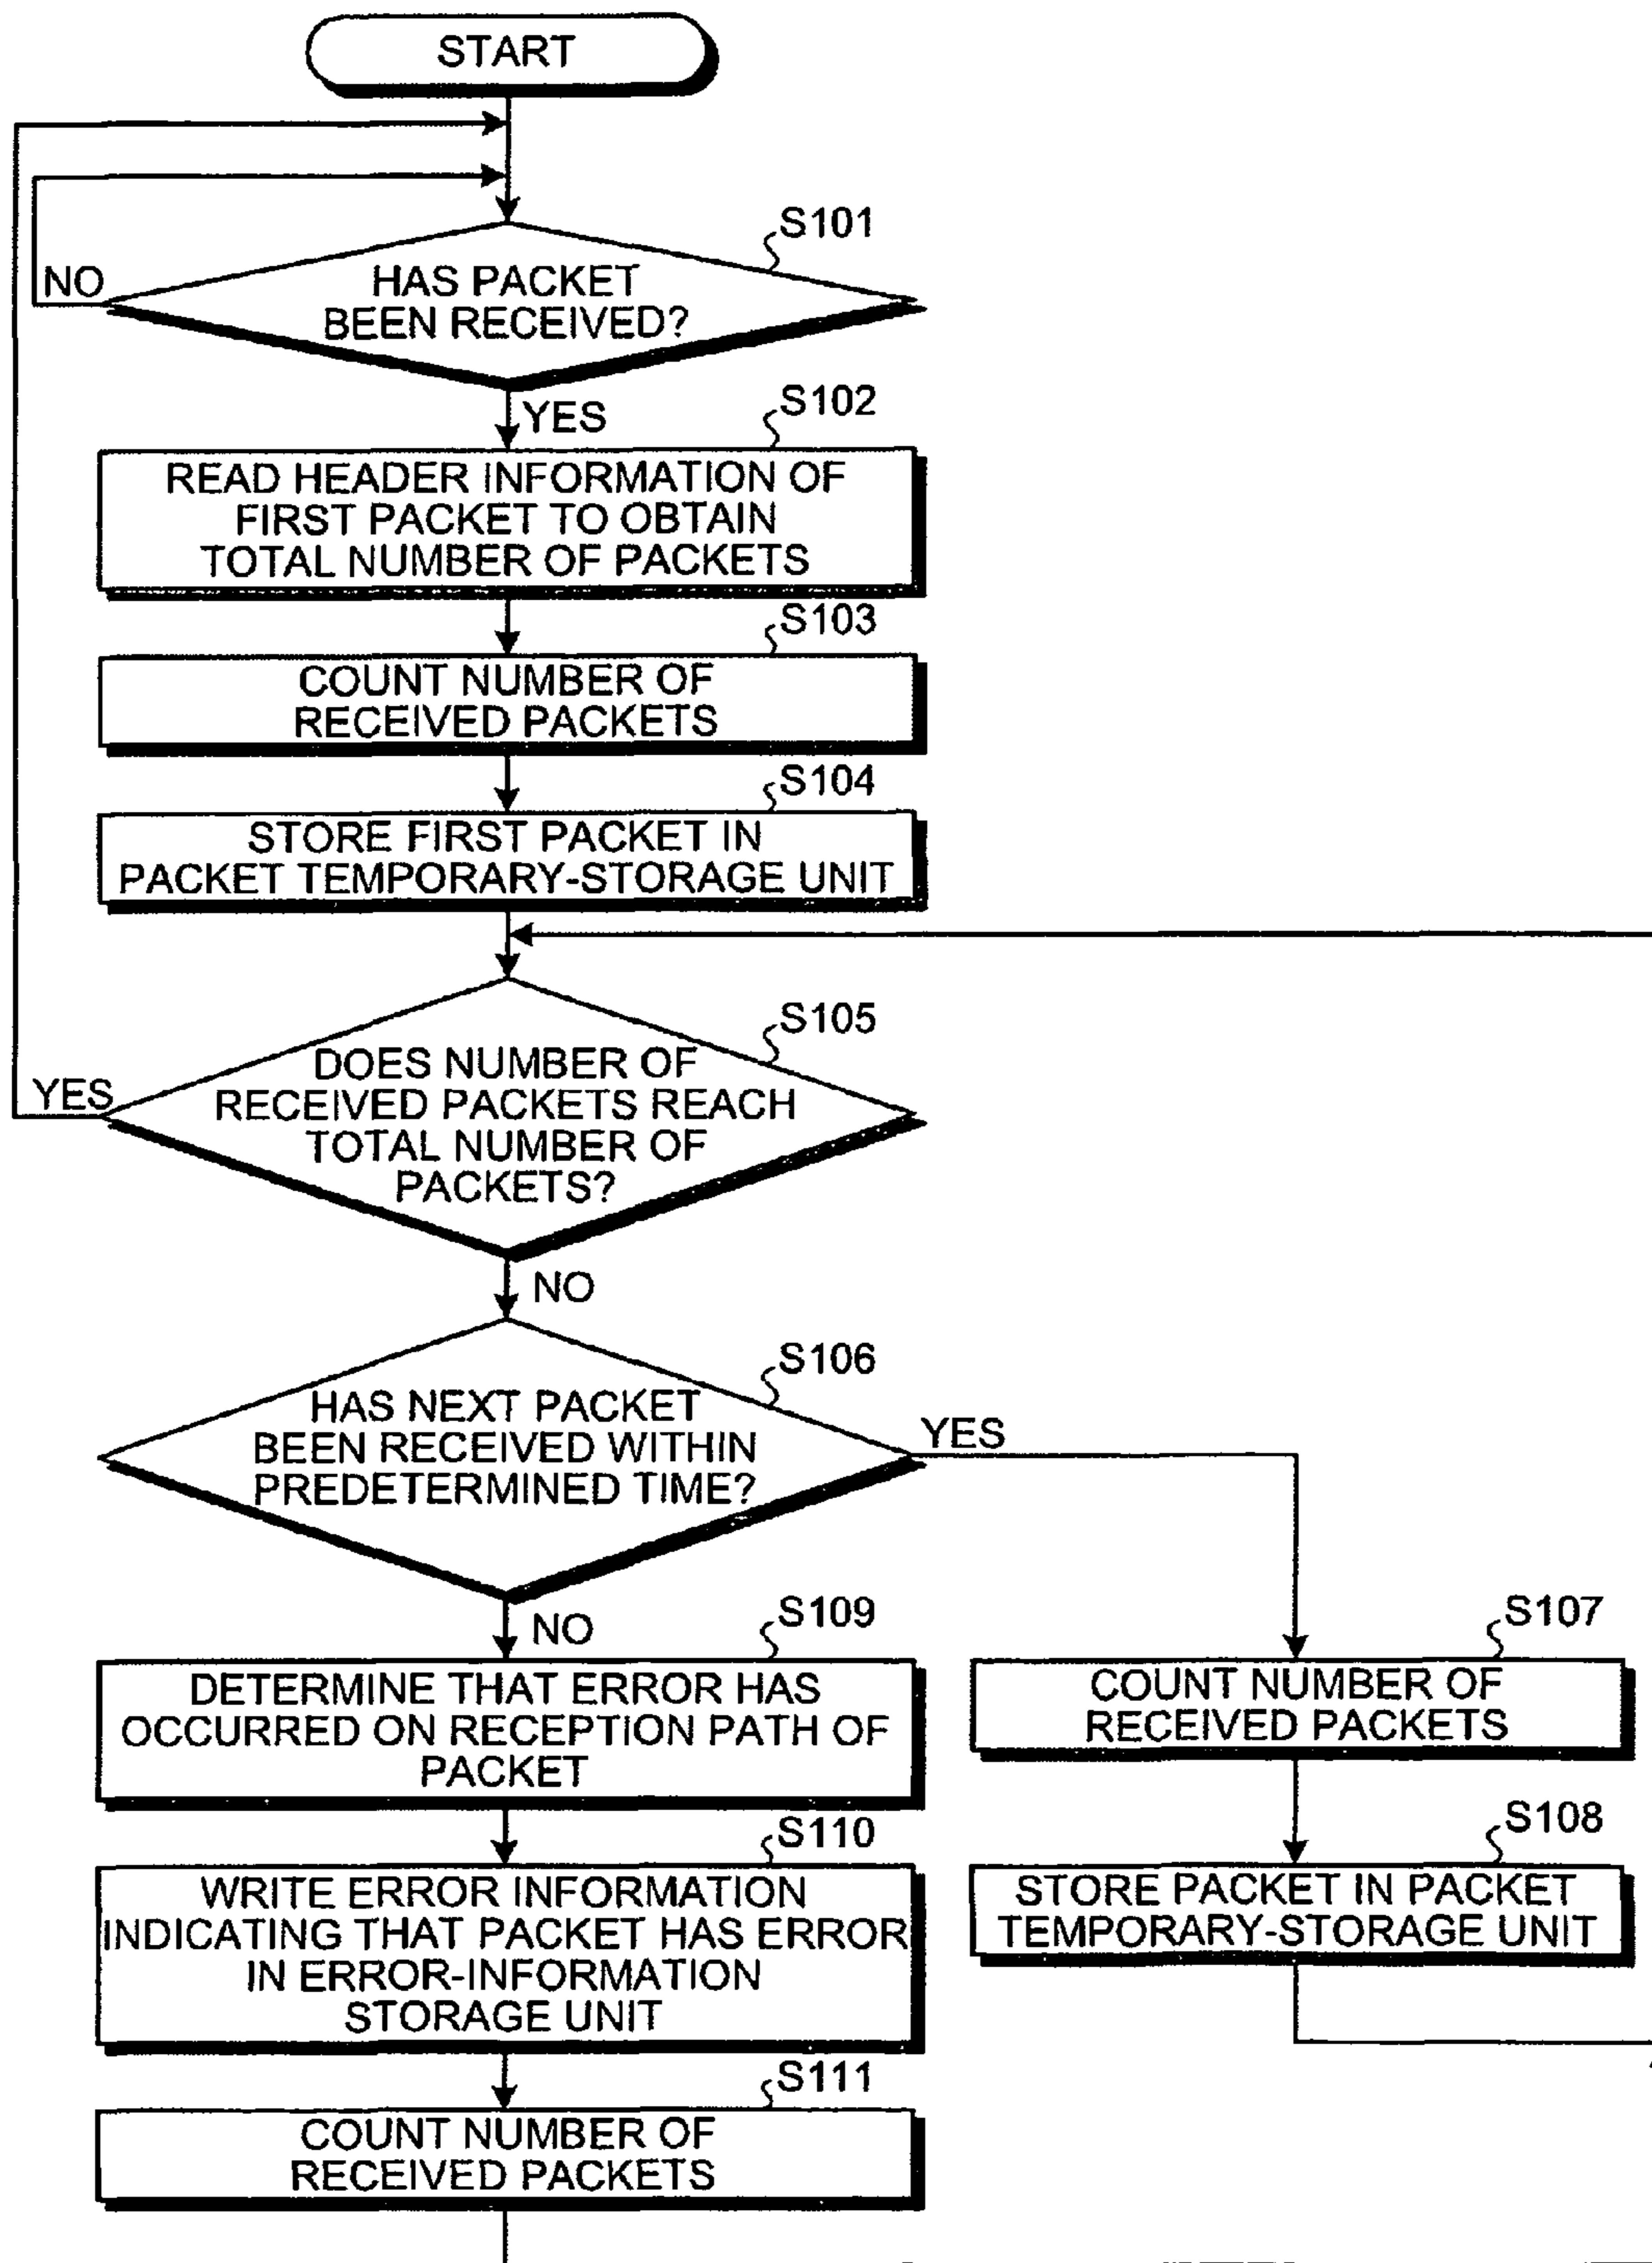 START
S101
NO
HAS PACKET
BEEN RECEIVED?
YES
S102
READ HEADER INFORMATION OF
FIRST PACKET TO OBTAIN
TOTAL NUMBER OF PACKETS
S103
COUNT NUMBER OF
RECEIVED PACKETS
S104
STORE FIRST PACKET IN
PACKET TEMPORARY-STORAGE UNIT
S105
YES
DOES NUMBER OF
RECEIVED PACKETS REACH
TOTAL NUMBER OF
PACKETS?
NO
S106
HAS NEXT PACKET
BEEN RECEIVED WITHIN
PREDETERMINED TIME?
YES
NO
S109
DETERMINE THAT ERROR HAS
OCCURRED ON RECEPTION PATH OF
PACKET
S107
COUNT NUMBER OF
RECEIVED PACKETS
S110
WRITE ERROR INFORMATION
INDICATING THAT PACKET HAS ERROR
IN ERROR-INFORMATION
STORAGE UNIT
S108
STORE PACKET IN PACKET
TEMPORARY-STORAGE UNIT
S111
COUNT NUMBER OF
RECEIVED PACKETS